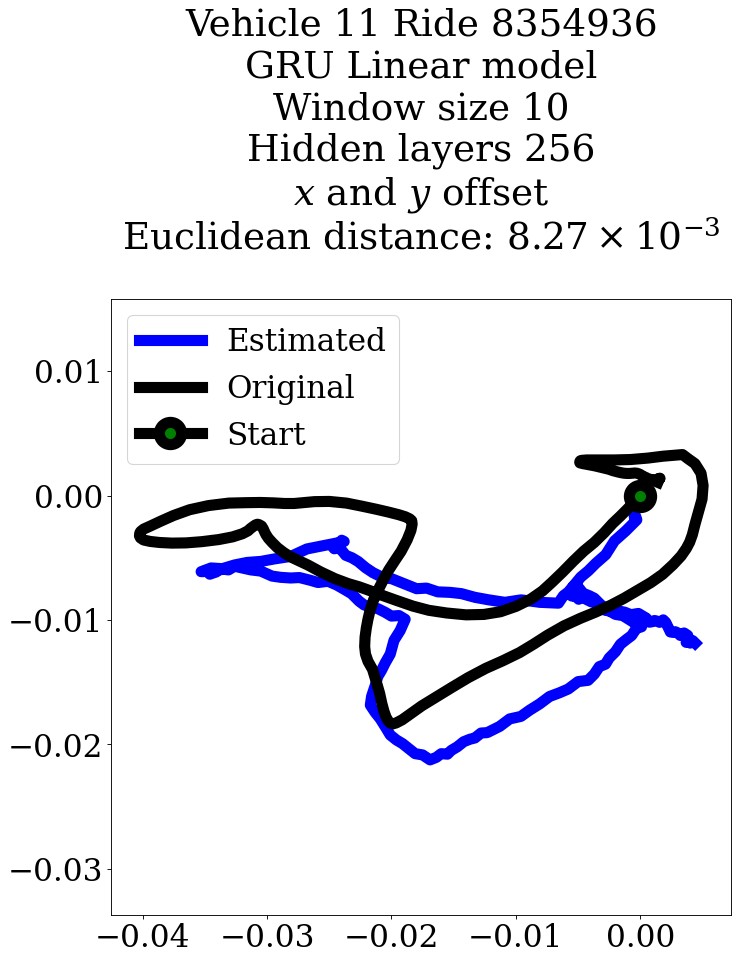 Vehicle 11 Ride 8354936
GRU Linear model
Window size 10
Hidden layers 256
x and y offset
Euclidean distance: 8.27 × 10⁻³
Estimated
Original
Start
0.01
0.00
−0.01
−0.02
−0.03
−0.04 −0.03 −0.02 −0.01 0.00